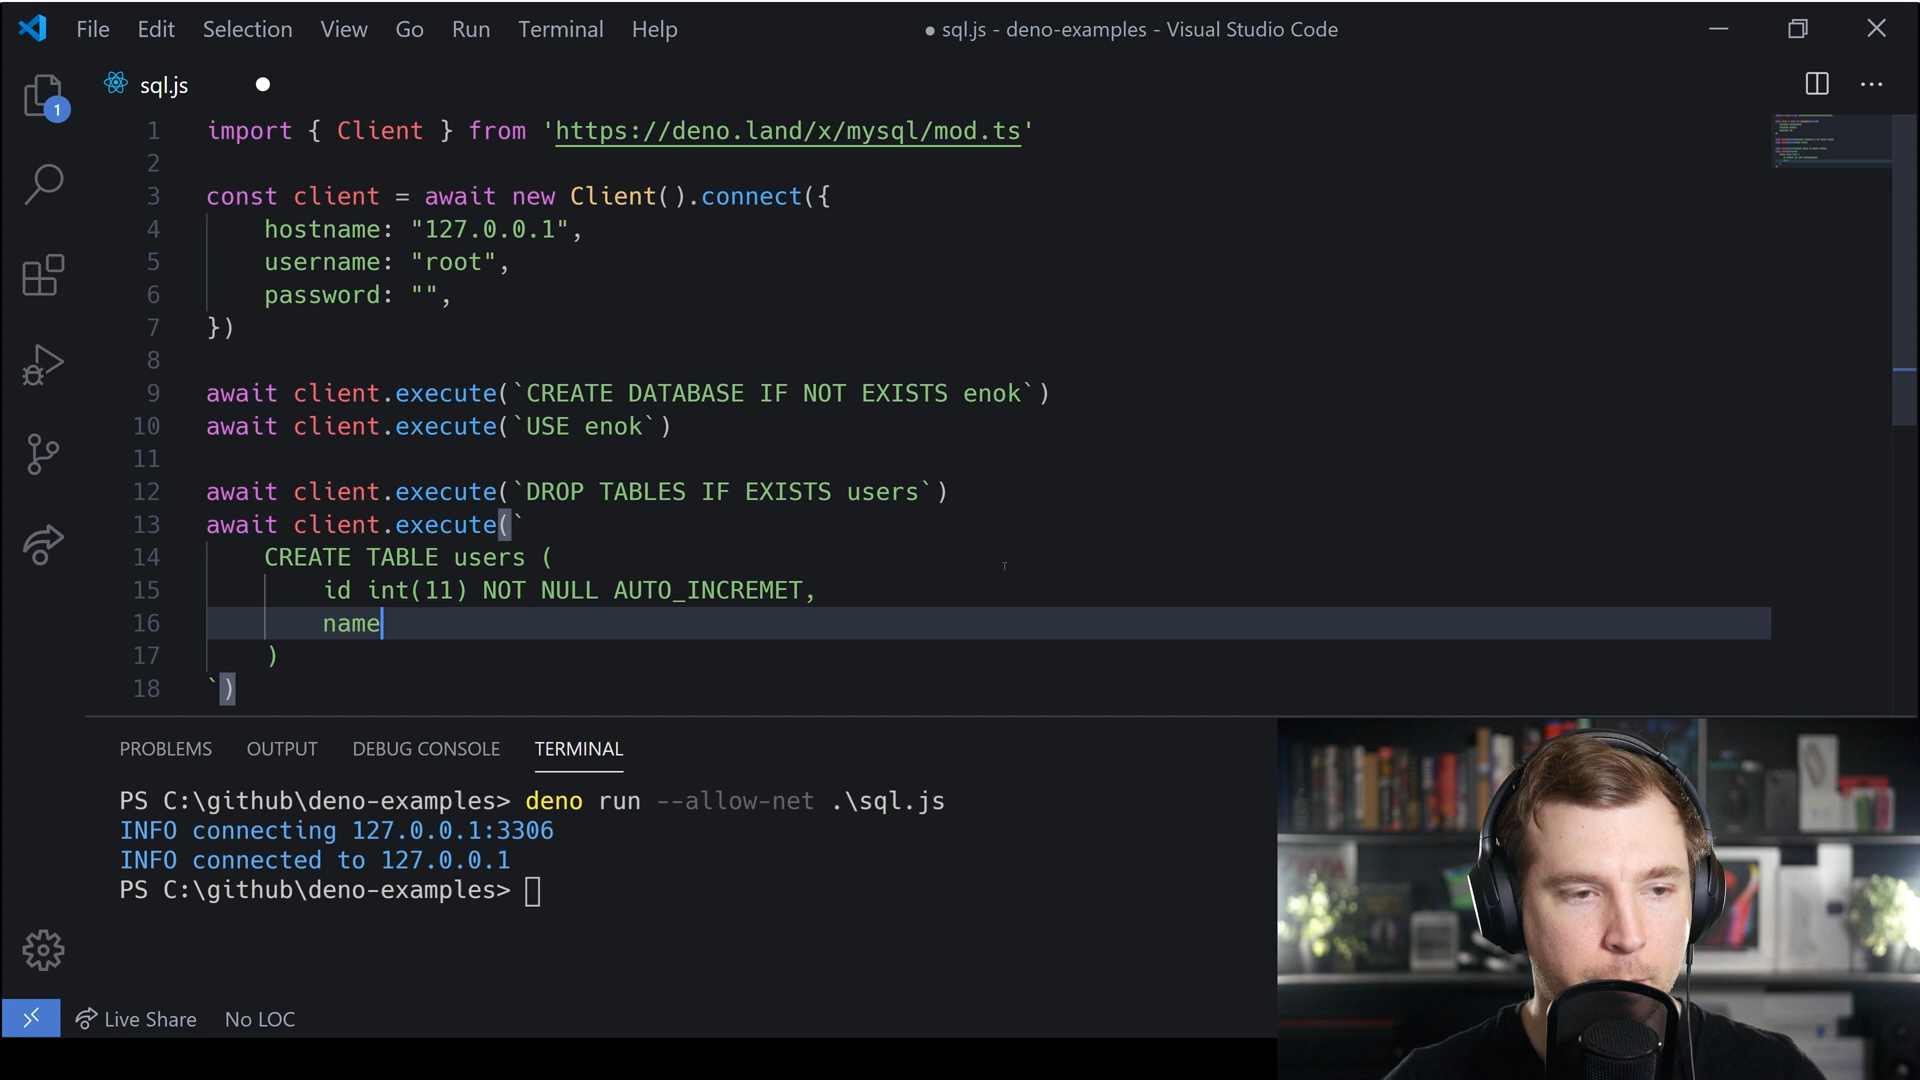 File Edit Selection View Go Run Terminal Help ● sql.js - deno-examples - Visual Studio Code
sql.js
1 import { Client } from 'https://deno.land/x/mysql/mod.ts'
2
3 const client = await new Client().connect({
4 hostname: "127.0.0.1",
5 username: "root",
6 password: "",
7 })
8
9 await client.execute(`CREATE DATABASE IF NOT EXISTS enok`)
10 await client.execute(`USE enok`)
11
12 await client.execute(`DROP TABLES IF EXISTS users`)
13 await client.execute(`
14 CREATE TABLE users (
15 id int(11) NOT NULL AUTO_INCREMET,
16 name
17 )
18 `)
1
PROBLEMS OUTPUT DEBUG CONSOLE TERMINAL
PS C:\github\deno-examples> deno run --allow-net .\sql.js
INFO connecting 127.0.0.1:3306
INFO connected to 127.0.0.1
PS C:\github\deno-examples>
Live Share No LOC